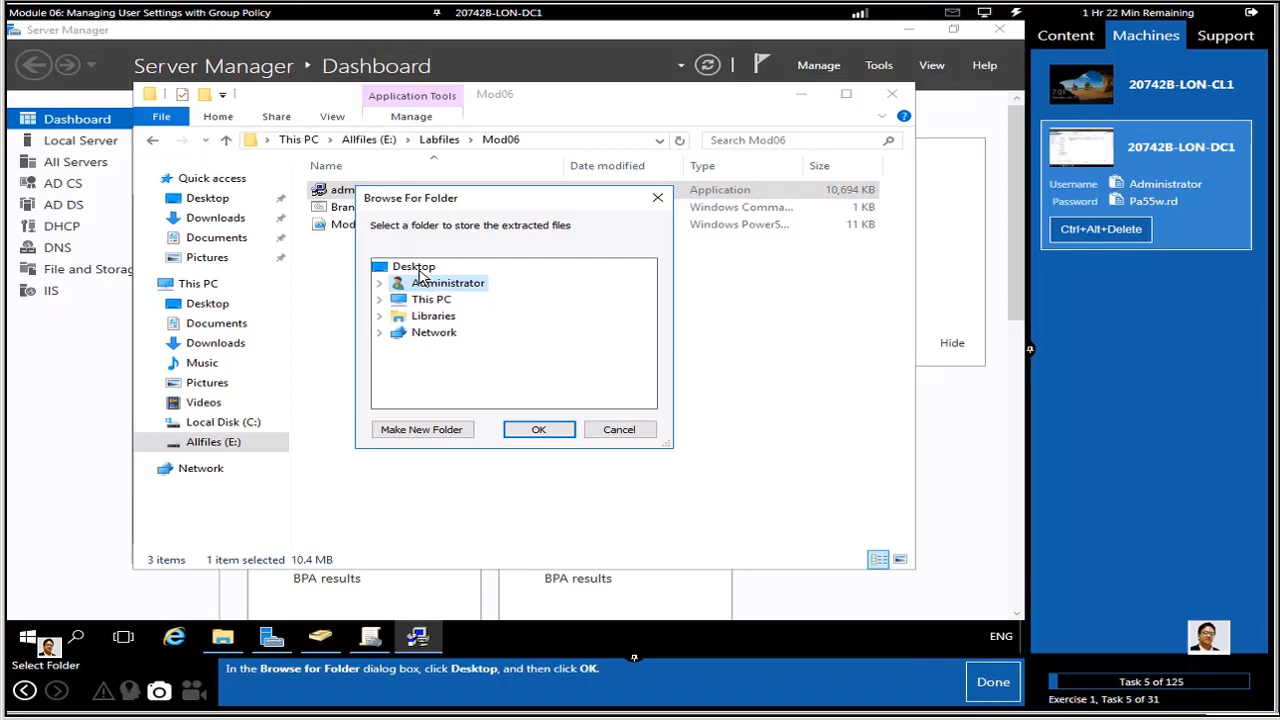 Module 06: Managing User Settings with Group Policy
20742B-LON-DC1
1 Hr 22 Minutes Remaining
Server Manager
Content
Machines
Support
Server Manager ‣ Dashboard
Manage
Tools
View
Help
20742B-LON-CL1
20742B-LON-DC1
Username
Administrator
Password
Pa55w.rd
Ctrl+Alt+Delete
Application Tools
Mod06
File
Home
Share
View
Manage
This PC
Allfiles (E:)
Labfiles
Mod06
Search Mod06
Dashboard
Local Server
All Servers
AD CS
AD DS
DHCP
DNS
File and Storag
IIS
Name
Date modified
Type
Size
adm
Application
10,694 KB
Bran
Windows Comma...
1 KB
Mod
Windows PowerS...
11 KB
Quick access
Desktop
Downloads
Documents
Pictures
This PC
Desktop
Documents
Downloads
Music
Pictures
Videos
Local Disk (C:)
Allfiles (E:)
Network
Browse For Folder
Select a folder to store the extracted files
Desktop
Administrator
This PC
Libraries
Network
Make New Folder
OK
Cancel
Hide
3 items
1 item selected
10.4 MB
BPA results
BPA results
ENG
Select Folder
In the Browse for Folder dialog box, click Desktop, and then click OK.
Done
Task 5 of 125
Exercise 1, Task 5 of 31